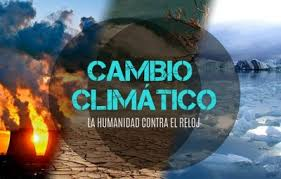 CAMBIO
CLIMÁTICO
LA HUMANIDAD CONTRA EL RELOJ